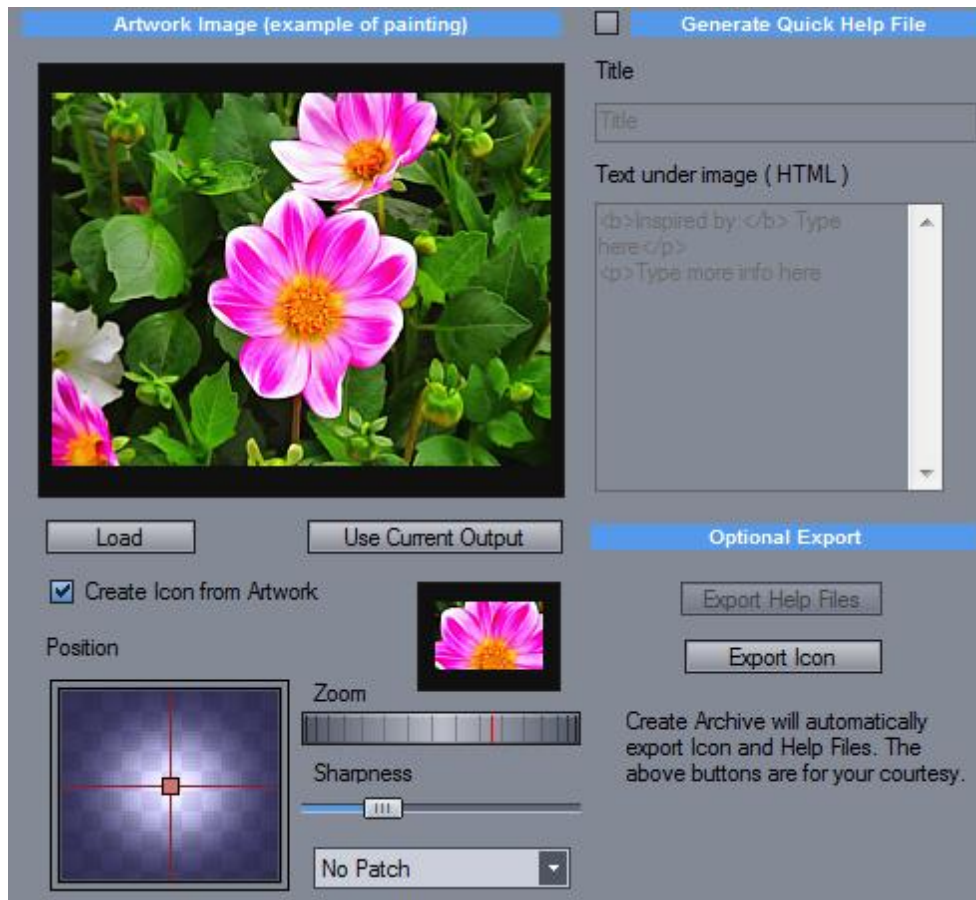 Artwork Image (example of painting)
Generate Quick Help File
Title
Title
Text under image ( HTML )
<b>Inspired by:</b> Type
here</p>
<p>Type more info here
Load
Use Current Output
Optional Export
Create Icon from Artwork
Export Help Files
Position
Export Icon
Zoom
Create Archive will automatically
export Icon and Help Files. The
above buttons are for your courtesy.
Sharpness
No Patch